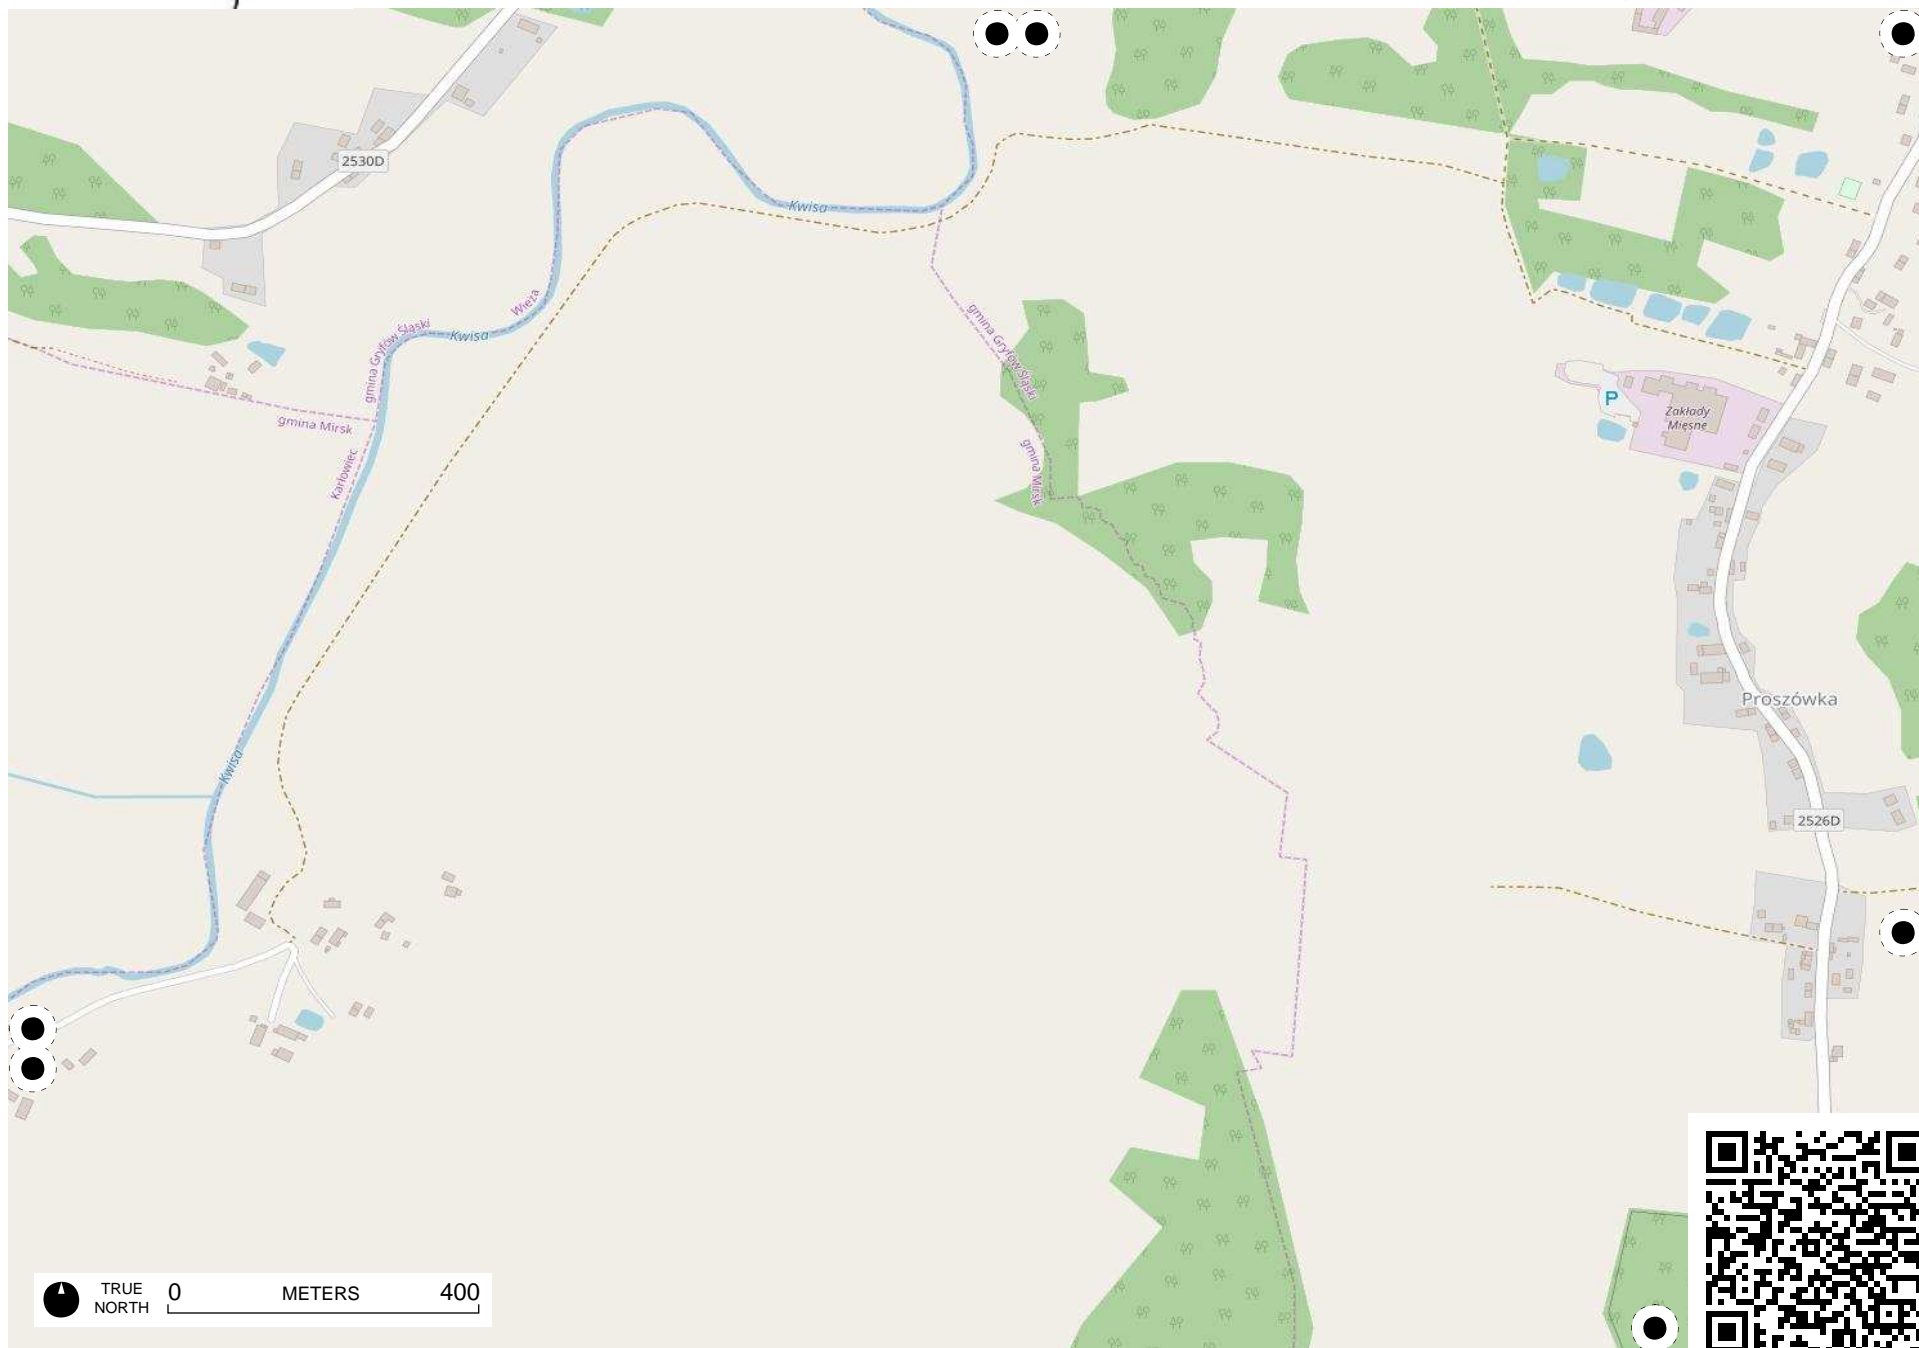 2530D
Kwisa
Wieża
Kwisa
gmina Gryfów Śląski
gmina Mirsk
Karłowiec
gmina Gryfów Śląski
gmina Mirsk
P
Zakłady
Mięsne
Proszówka
Kwisa
2526D
TRUE
NORTH
0 METERS 400